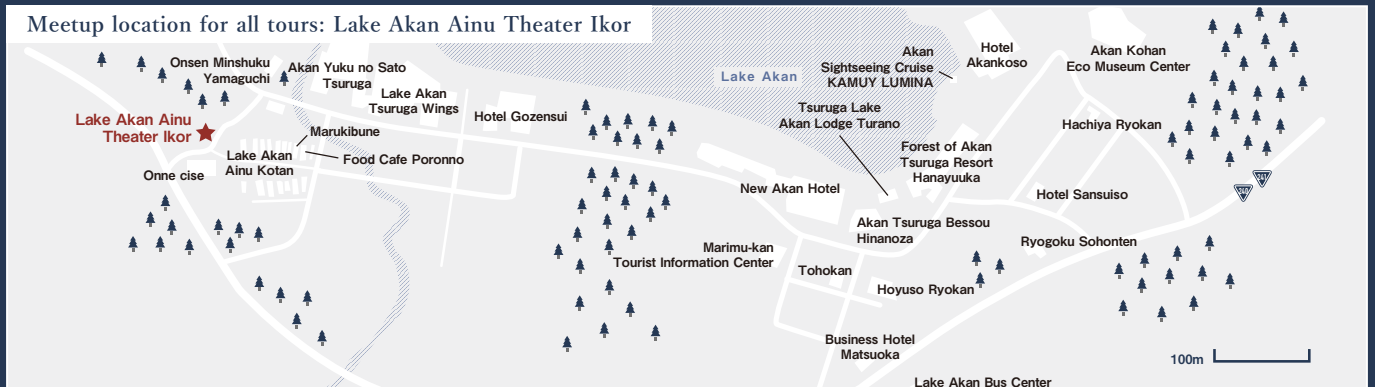 Meetup location for all tours: Lake Akan Ainu Theater Ikor
Onsen Minshuku
Yamaguchi
Akan Yuku no Sato
Tsuruga
Lake Akan
Tsuruga Wings
Hotel Gozensui
Lake Akan
Akan
Sightseeing Cruise
KAMUY LUMINA
Hotel
Akankoso
Akan Kohan
Eco Museum Center
Lake Akan Ainu
Theater Ikor
Marukibune
Lake Akan
Ainu Kotan
Food Cafe Poronno
Onne cise
Tsuruga Lake
Akan Lodge Turano
Hachiya Ryokan
Forest of Akan
Tsuruga Resort
Hanayuuka
New Akan Hotel
Hotel Sansuiso
Akan Tsuruga Bessou
Hinanoza
Ryogoku Sohonten
Marimu-kan
Tourist Information Center
Tohokan
Hoyuso Ryokan
Business Hotel
Matsuoka
100m
Lake Akan Bus Center